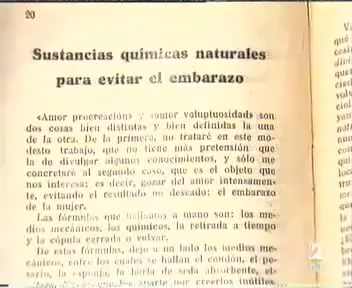 20
Sustancias químicas naturales
para evitar el embarazo
«Amor procreación» y «amor voluptuosidad» son
dos cosas bien distintas y bien definidas la una
de la otra. De la primera, no trataré en este mo-
desto trabajo, que no tiene más pretensión que
la de divulgar algunos conocimientos, y sólo me
concretaré al segundo caso, que es el objeto que
nos interesa; es decir, gozar del amor intensamen-
te, evitando el resultado no deseado: el embarazo
de la mujer.
Las fórmulas que a mano son: los me-
dios mecánicos, los químicos, la retirada a tiempo
y la cópula cerrada o
De estas fórmulas, dejo a un lado los medios me-
cánicos, entre los cuales se hallan el condón, el pe-
sario, la esponja, la borla de seda absorbente, el
por creerlos inútiles
2